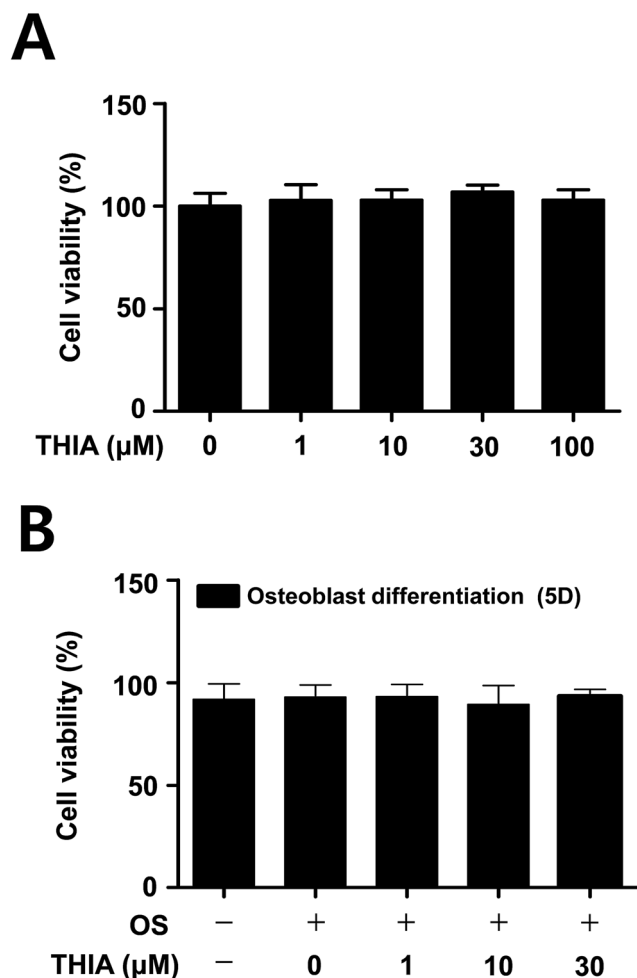 A
150
100
50
0
Cell viability (%)
THIA (µM) 0 1 10 30 100
B
150
100
50
0
Cell viability (%)
Osteoblast differentiation (5D)
OS − + + + +
THIA (µM) − 0 1 10 30